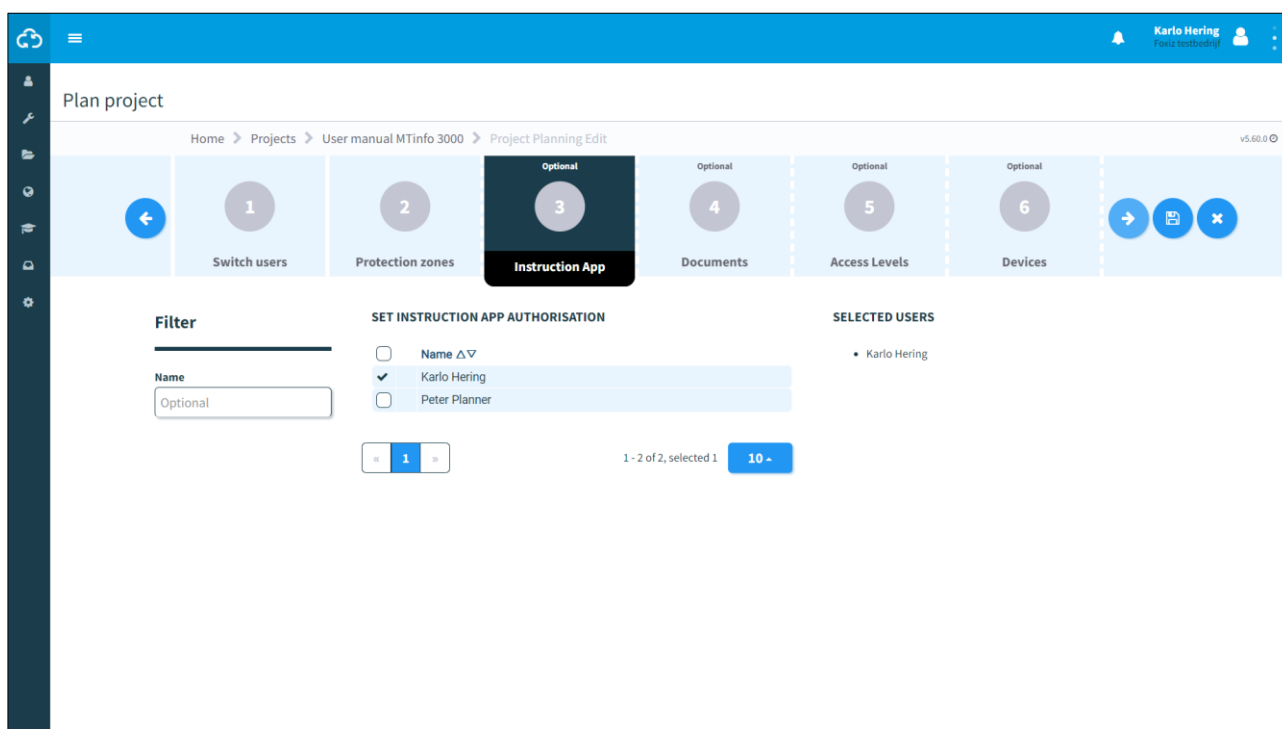 Karlo Hering
Foxiz testbedrijf
Plan project
Home Projects User manual MTinfo 3000 Project Planning Edit
v5.60.0
Optional Optional Optional Optional
1 2 3 4 5 6
Switch users Protection zones Instruction App Documents Access Levels Devices
Filter
Name
Optional
SET INSTRUCTION APP AUTHORISATION
Name
Karlo Hering
Peter Planner
« 1 »
1 - 2 of 2, selected 1
10
SELECTED USERS
• Karlo Hering